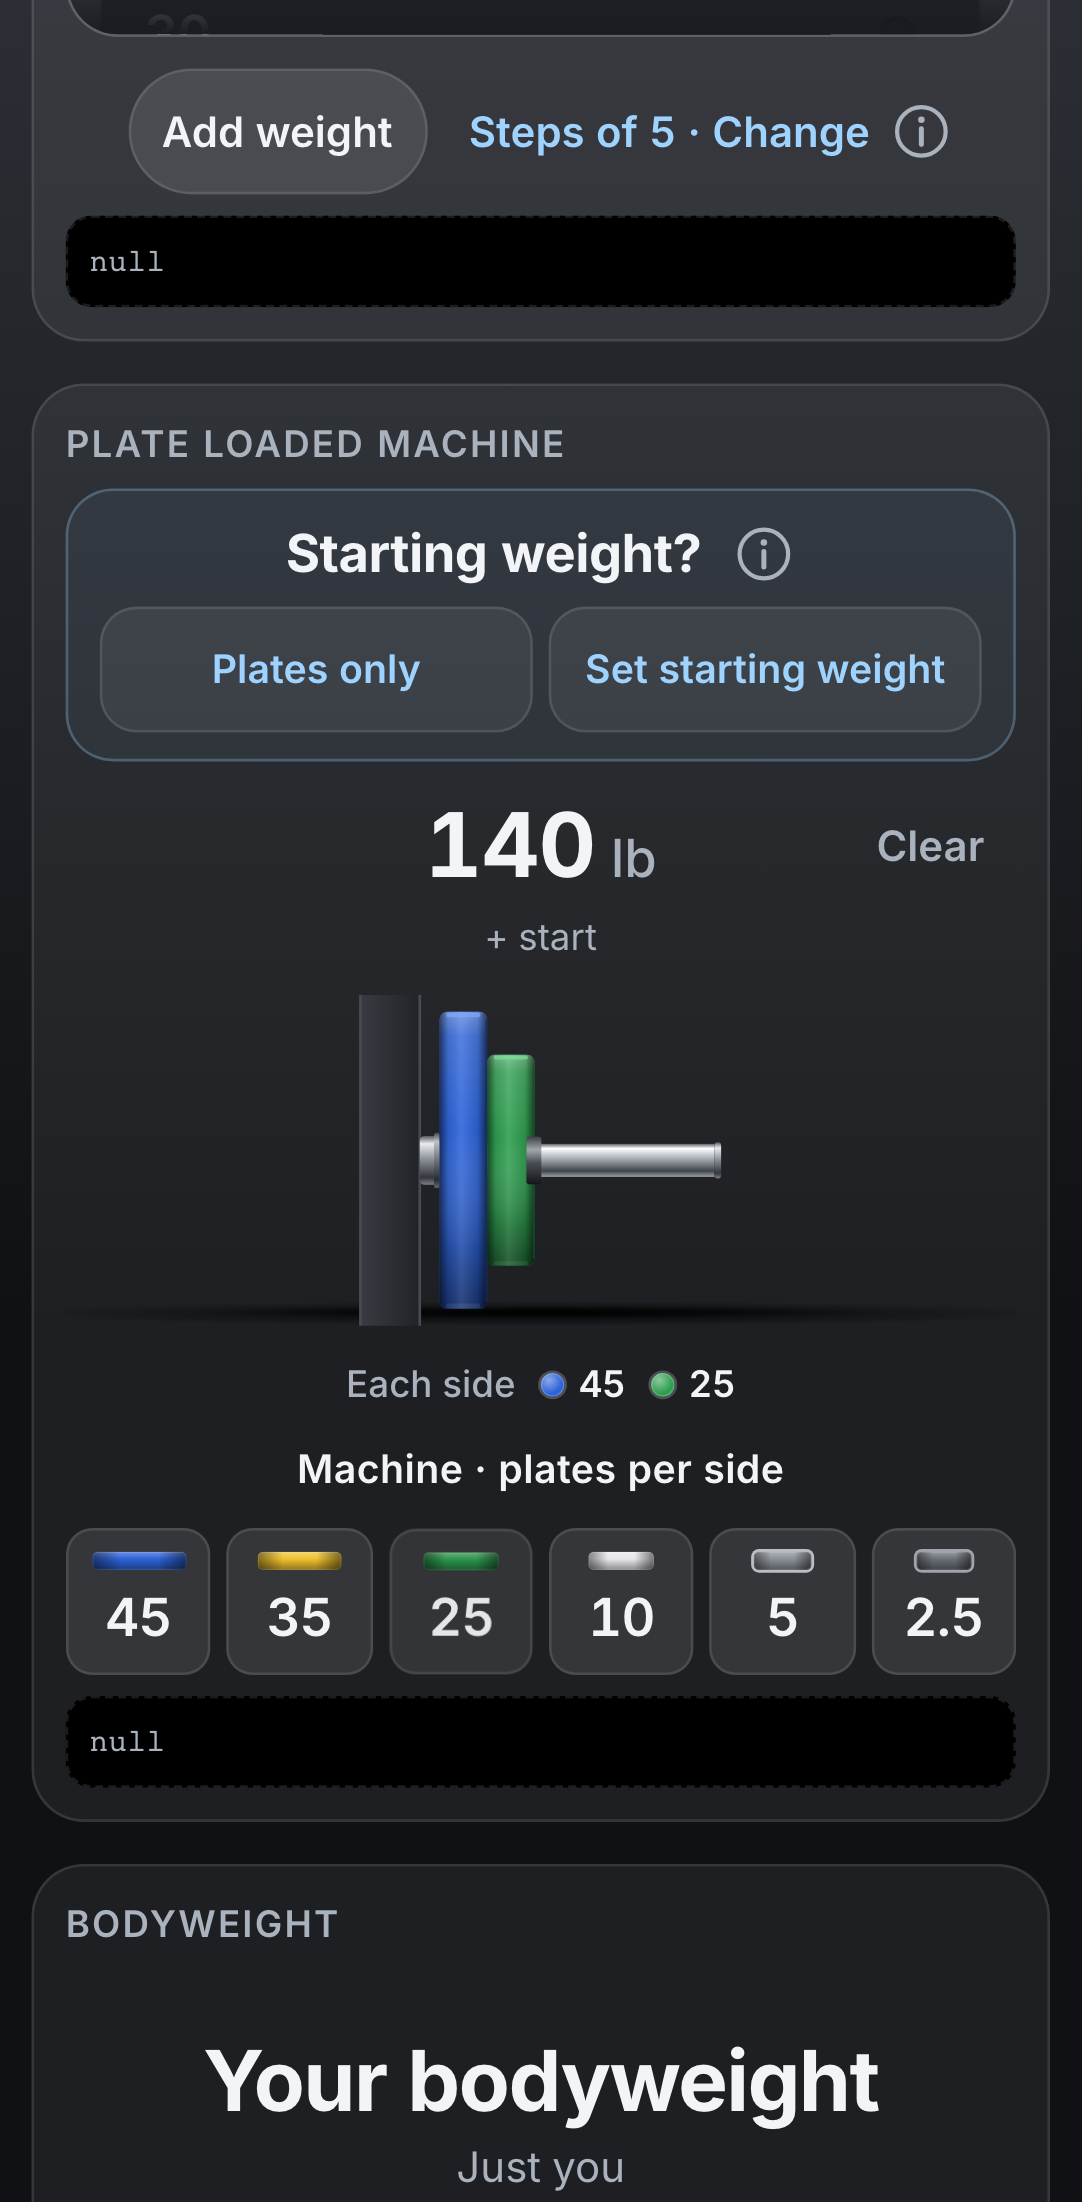 Add weight Steps of 5 · Change
null
PLATE LOADED MACHINE
Starting weight?
Plates only Set starting weight
140 lb Clear
+ start
Each side 45 25
Machine · plates per side
45 35 25 10 5 2.5
null
BODYWEIGHT
Your bodyweight
Just you